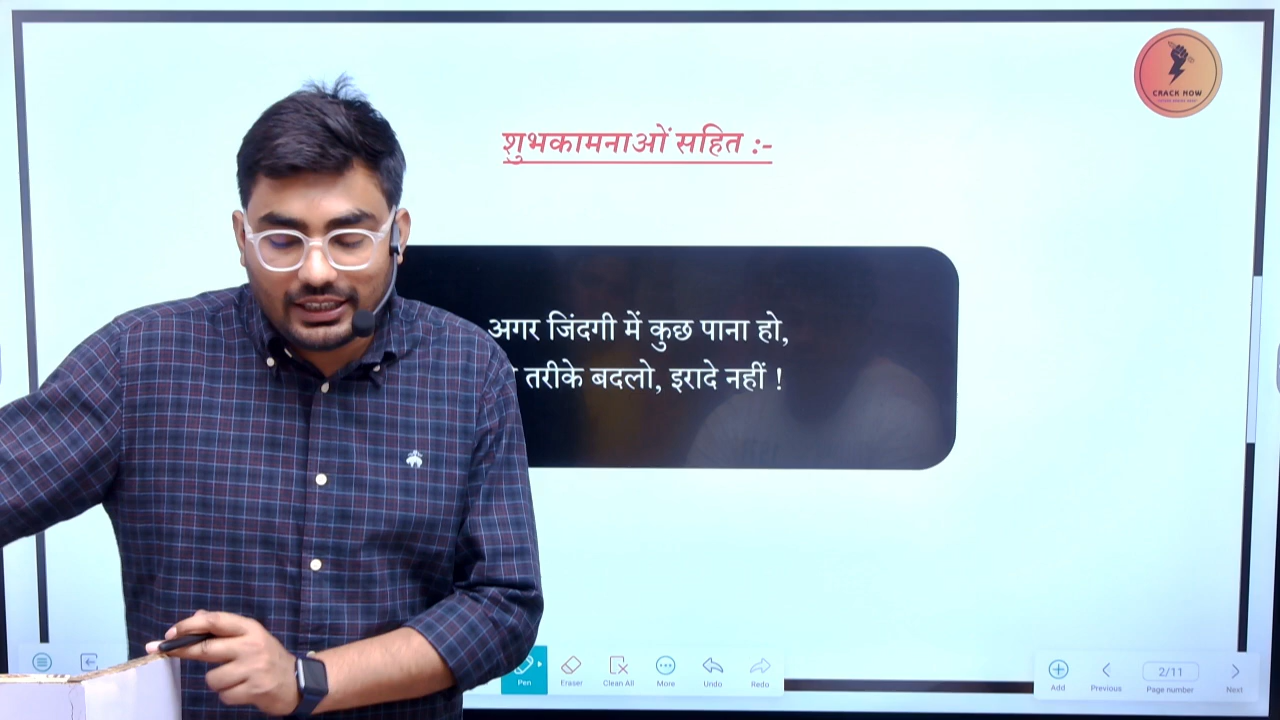 CRACK NOW
शुभकामनाओं सहित :-
अगर जिंदगी में कुछ पाना हो,
तरीके बदलो, इरादे नहीं !
Pen
Eraser
Clean All
More
Undo
Redo
Add
Previous
2/11
Page number
Next